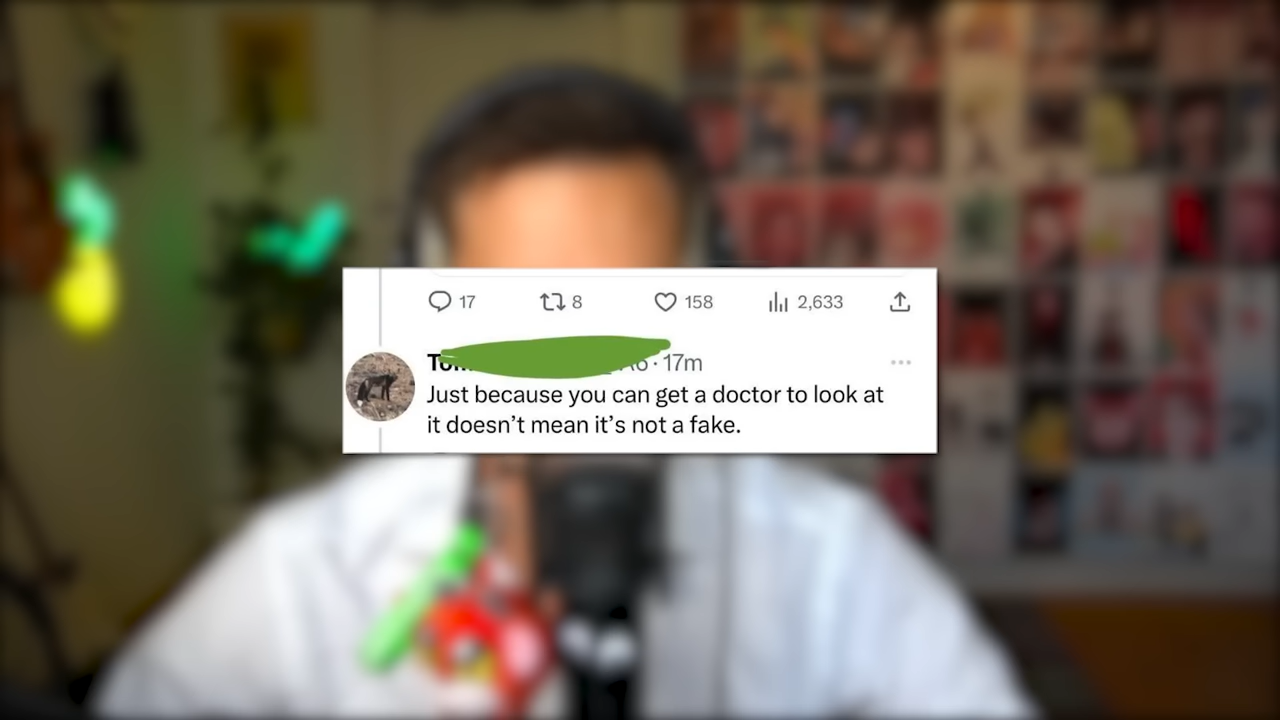 17 8 158 2,633
· 17m
Just because you can get a doctor to look at
it doesn’t mean it’s not a fake.